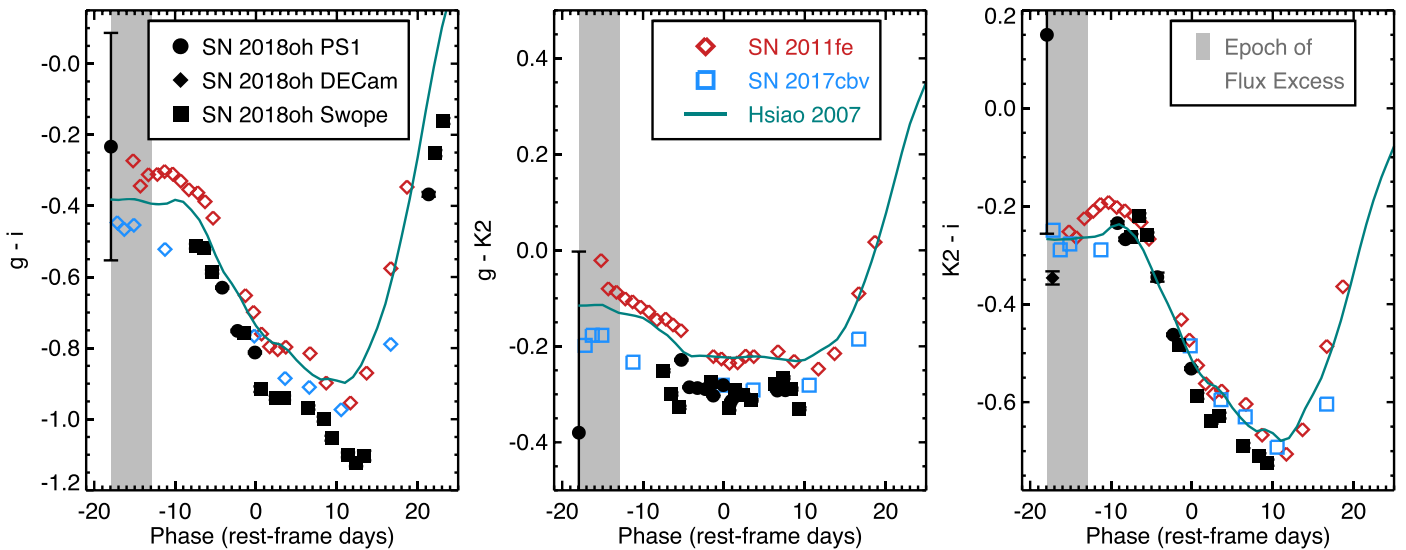 SN 2018oh PS1
SN 2018oh DECam
SN 2018oh Swope
-0.0
-0.2
-0.4
-0.6
-0.8
-1.0
-1.2
g - i
-20 -10 0 10 20
Phase (rest-frame days)
SN 2011fe
SN 2017cbv
Hsiao 2007
0.4
0.2
0.0
-0.2
-0.4
g - K2
-20 -10 0 10 20
Phase (rest-frame days)
Epoch of
Flux Excess
0.2
0.0
-0.2
-0.4
-0.6
K2 - i
-20 -10 0 10 20
Phase (rest-frame days)